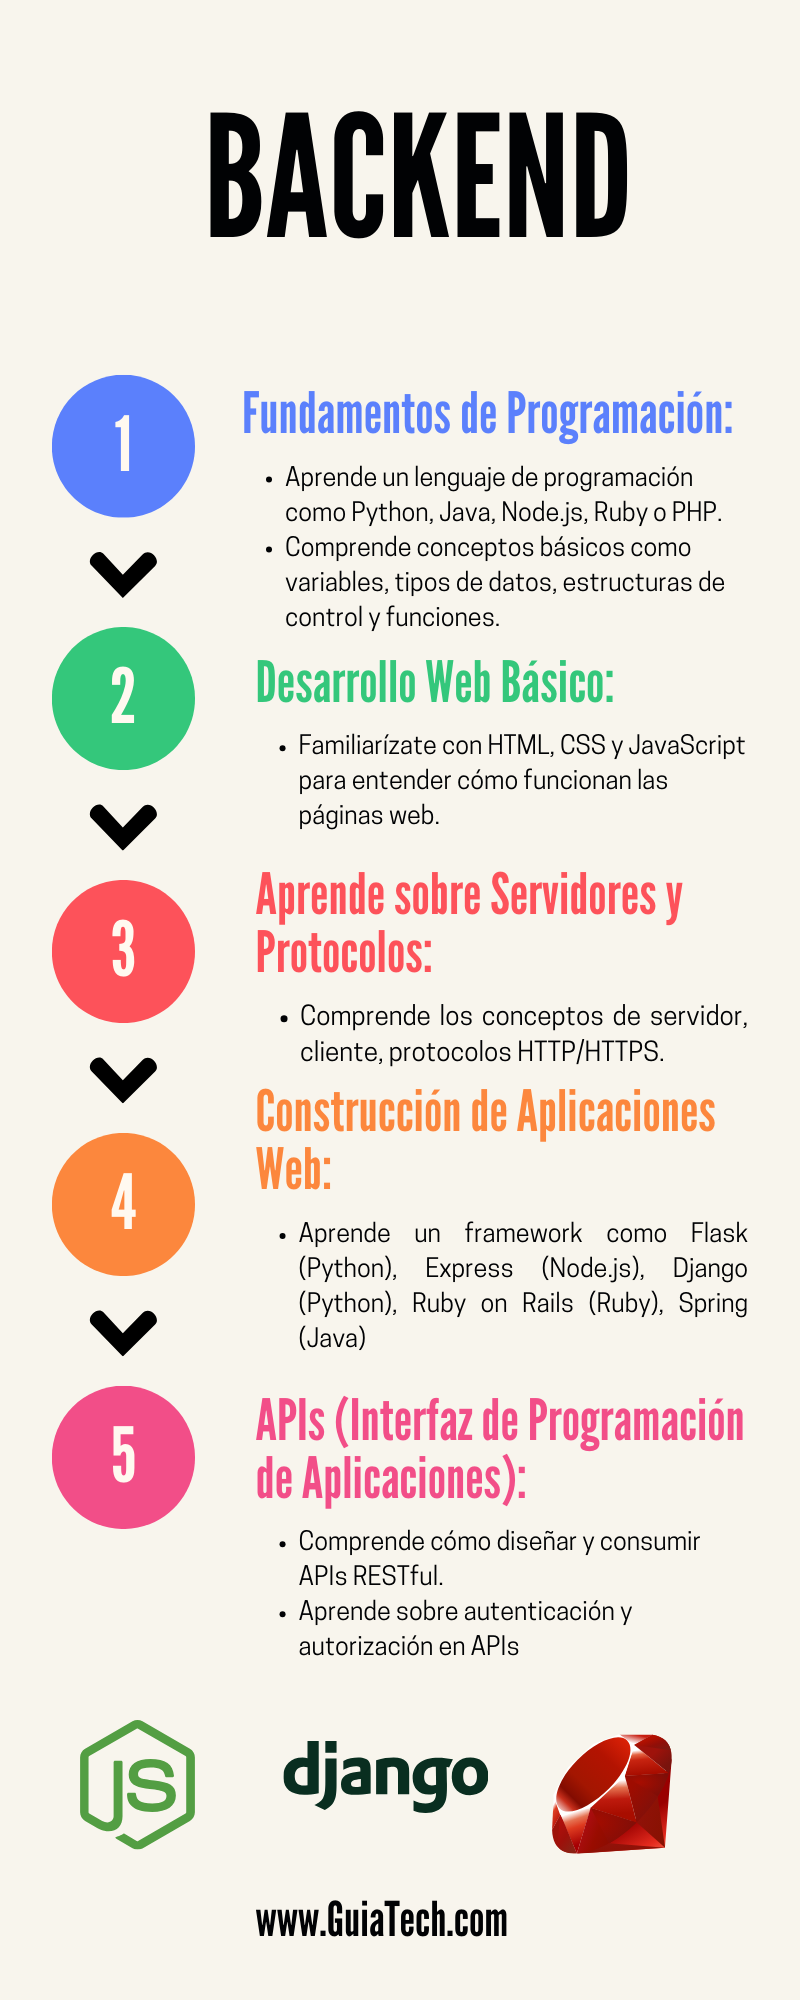 BACKEND
1
Fundamentos de Programación:
• Aprende un lenguaje de programación
como Python, Java, Node.js, Ruby o PHP.
• Comprende conceptos básicos como
variables, tipos de datos, estructuras de
control y funciones.
2
Desarrollo Web Básico:
• Familiarízate con HTML, CSS y JavaScript
para entender cómo funcionan las
páginas web.
3
Aprende sobre Servidores y
Protocolos:
• Comprende los conceptos de servidor,
cliente, protocolos HTTP/HTTPS.
4
Construcción de Aplicaciones
Web:
• Aprende un framework como Flask
(Python), Express (Node.js), Django
(Python), Ruby on Rails (Ruby), Spring
(Java)
5
APIs (Interfaz de Programación
de Aplicaciones):
• Comprende cómo diseñar y consumir
APIs RESTful.
• Aprende sobre autenticación y
autorización en APIs
JS
django
www.GuiaTech.com